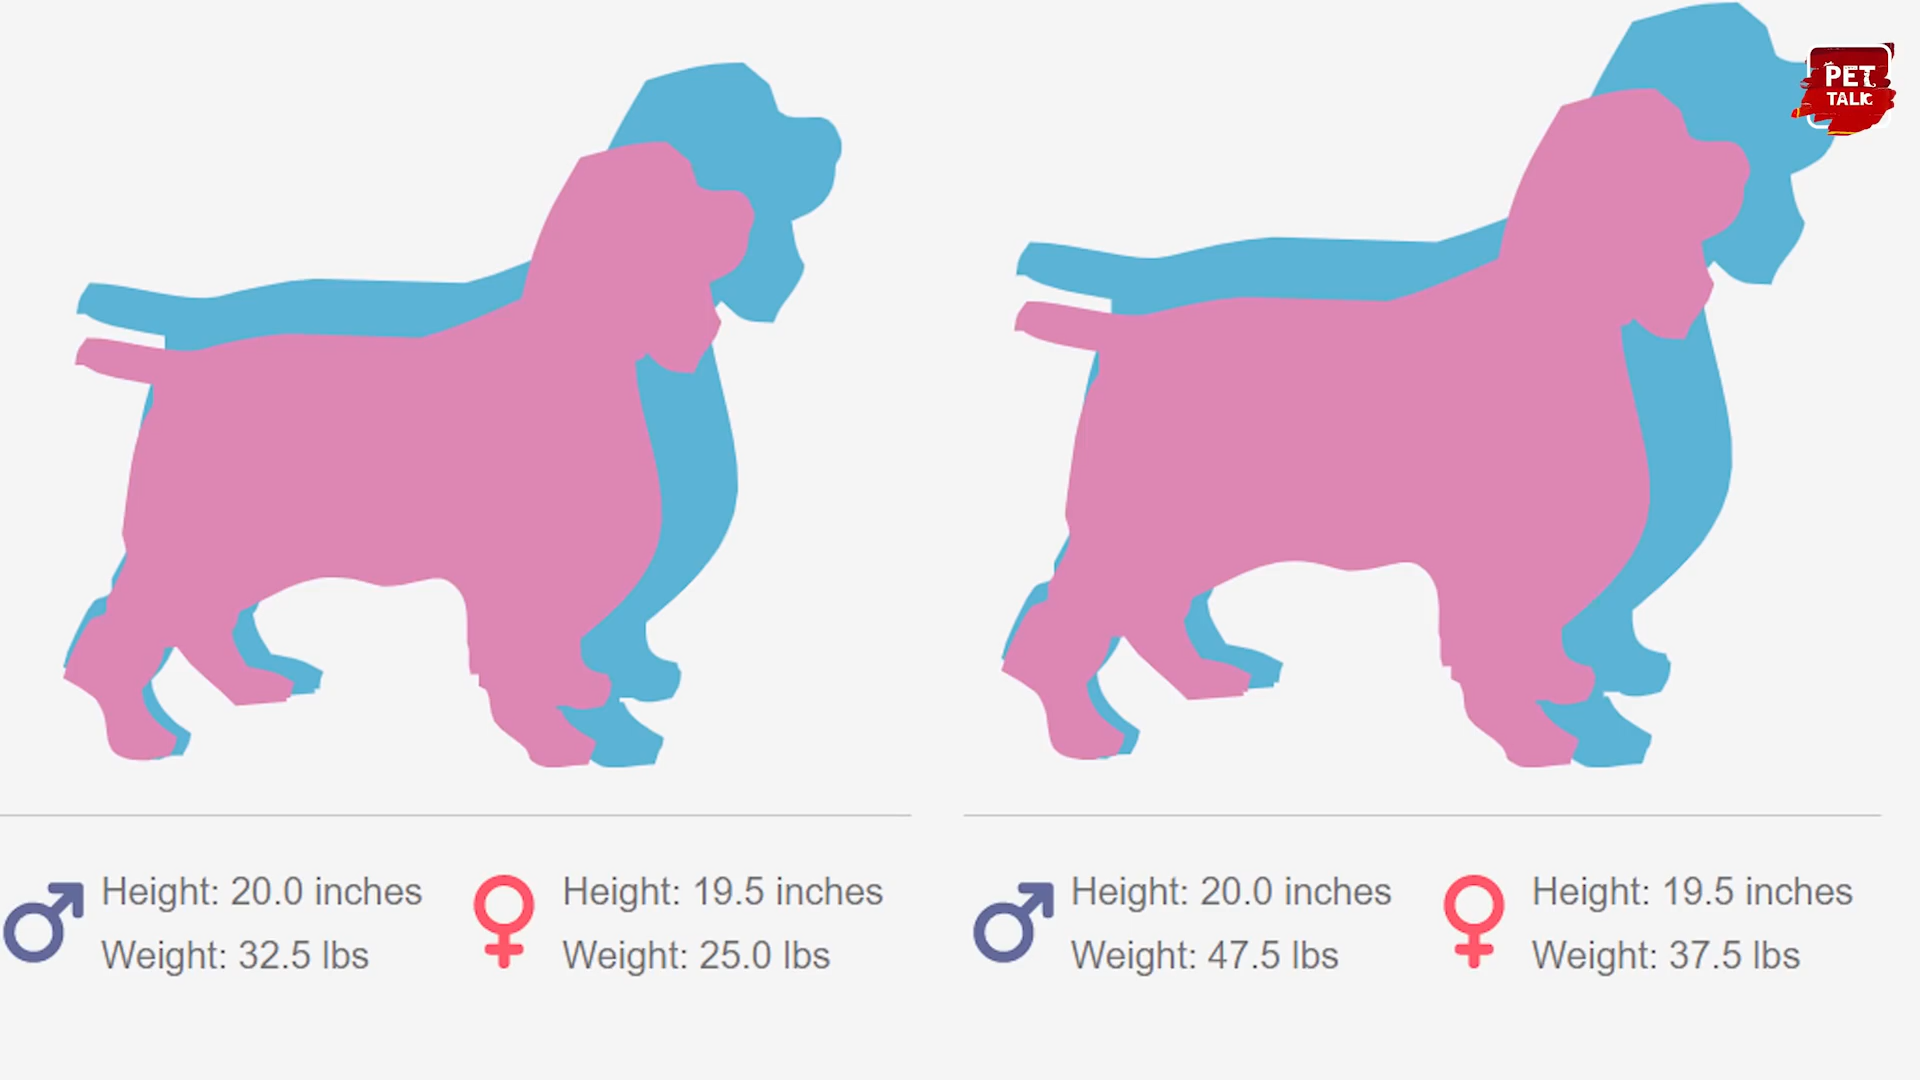 PET
TALK
Height: 20.0 inches
Weight: 32.5 lbs
Height: 19.5 inches
Weight: 25.0 lbs
Height: 20.0 inches
Weight: 47.5 lbs
Height: 19.5 inches
Weight: 37.5 lbs